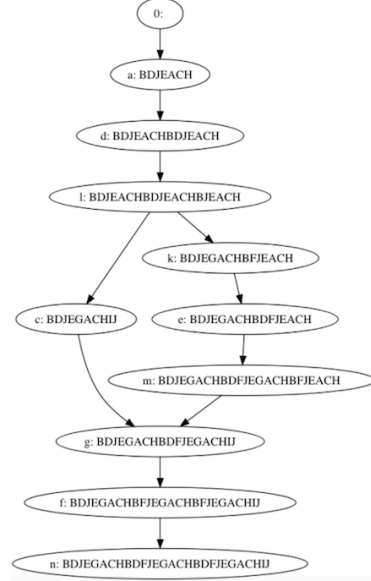 0:
a: BDJEACH
d: BDJEACHBDJEACH
l: BDJEACHBDJEACHBJEACH
k: BDJEGACHBFJEACH
c: BDJEGACHIJ
e: BDJEGACHBDFJEACH
m: BDJEGACHBDFJEGACHBFJEACH
g: BDJEGACHBDFJEGACHIJ
f: BDJEGACHBFJEGACHBFJEGACHIJ
n: BDJEGACHBDFJEGACHBDFJEGACHIJ